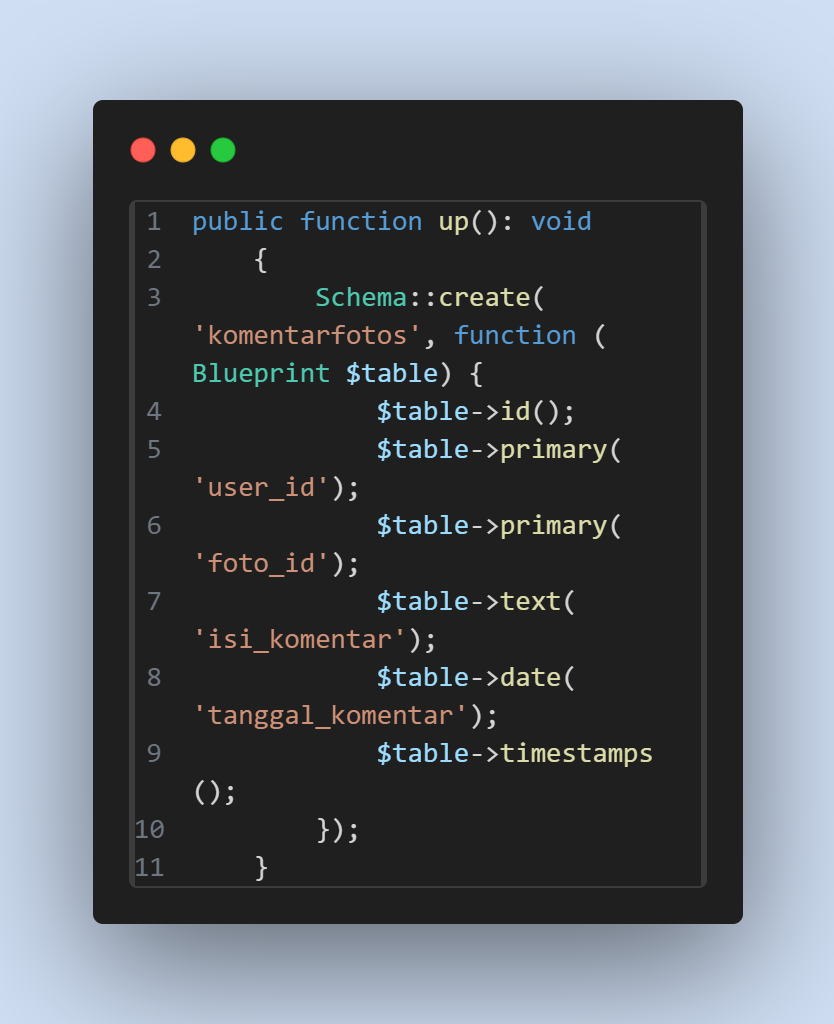 1 public function up(): void
2     {
3         Schema::create(
'komentarfotos', function (
Blueprint $table) {
4             $table->id();
5             $table->primary(
'user_id');
6             $table->primary(
'foto_id');
7             $table->text(
'isi_komentar');
8             $table->date(
'tanggal_komentar');
9             $table->timestamps
();
10         });
11     }